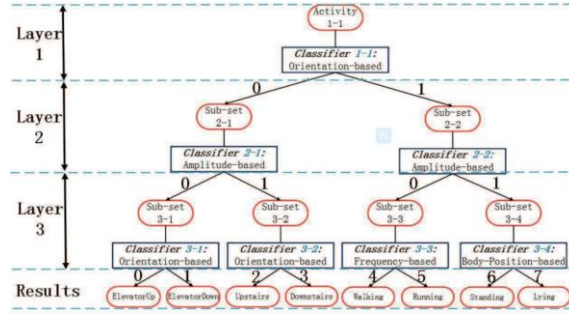 Layer
1
Activity
1-1
Classifier 1-1:
Orientation-based
0
1
Layer
2
Sub-set
2-1
Sub-set
2-2
Classifier 2-1:
Amplitude-based
Classifier 2-2:
Amplitude-based
0
1
0
1
Layer
3
Sub-set
3-1
Sub-set
3-2
Sub-set
3-3
Sub-set
3-4
Classifier 3-1:
Orientation-based
Classifier 3-2:
Orientation-based
Classifier 3-3:
Frequency-based
Classifier 3-4:
Body-Position-based
0
1
2
3
4
5
6
7
Results
ElevatorUp
ElevatorDown
Upstairs
Downstairs
Walking
Running
Standing
Lying